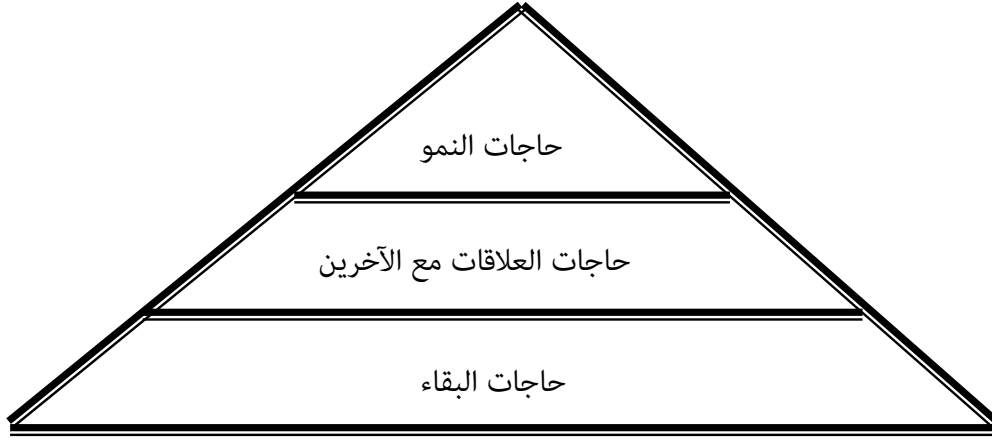 حاجات النمو
حاجات العلاقات مع الآخرين
حاجات البقاء